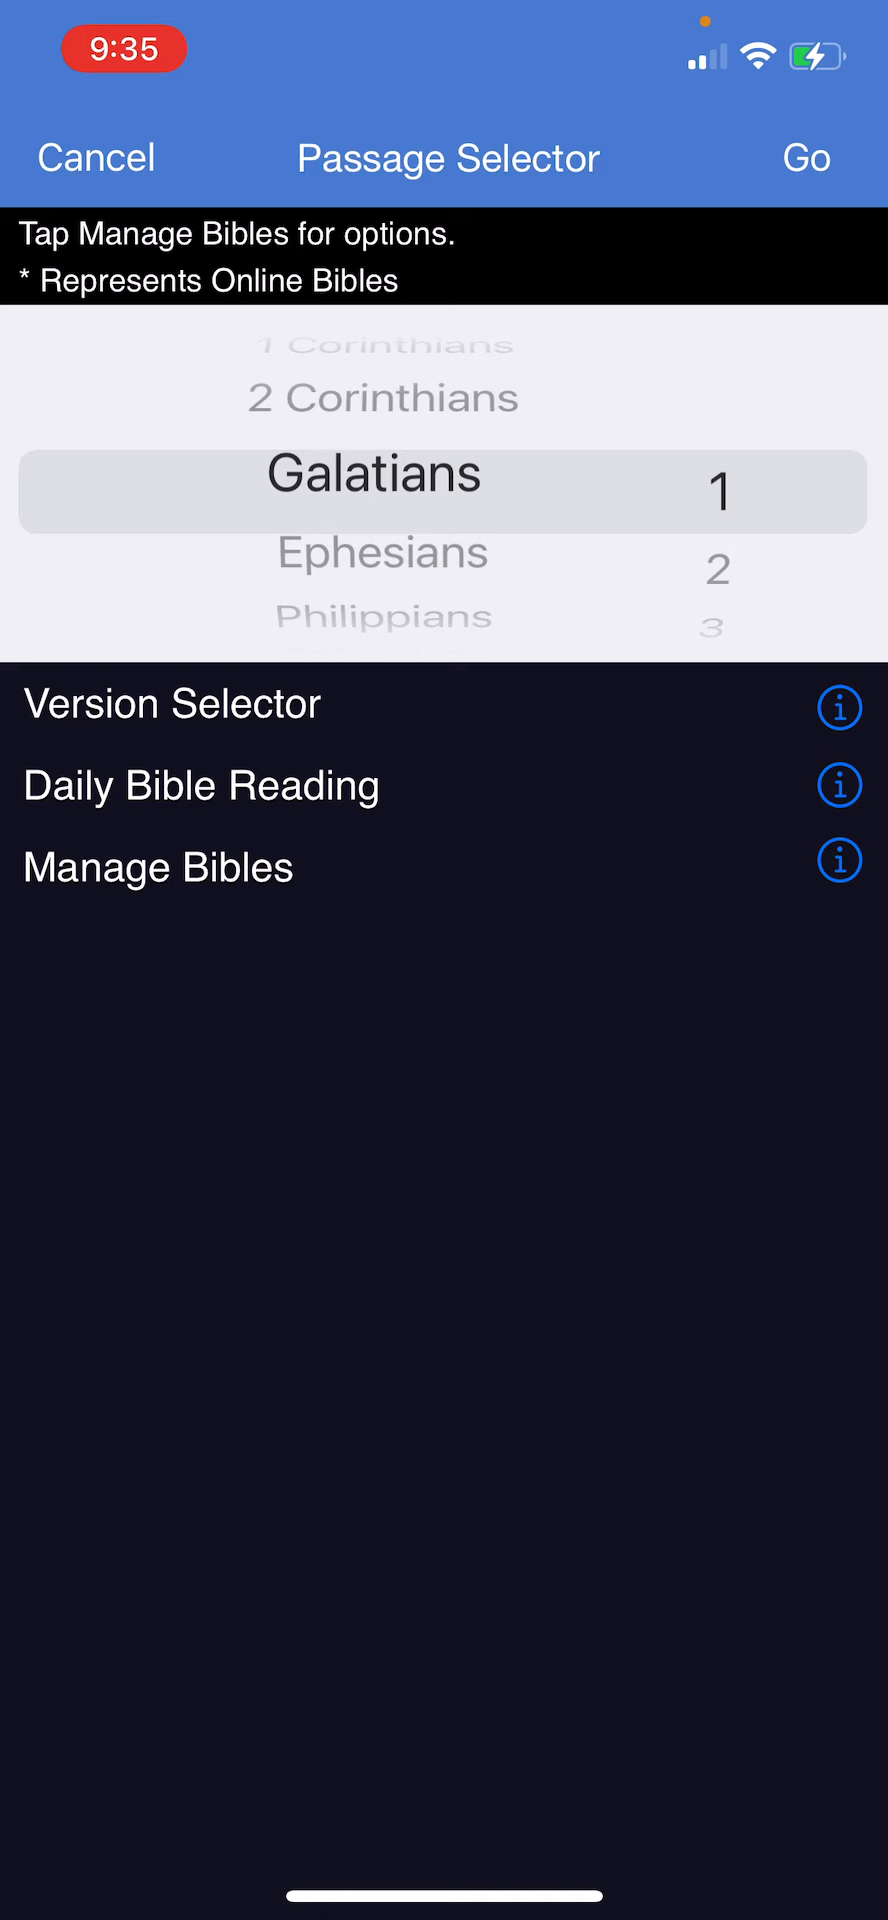 9:35
Cancel Passage Selector Go
Tap Manage Bibles for options.
* Represents Online Bibles
1 Corinthians
2 Corinthians
Galatians 1
Ephesians 2
Philippians 3
Version Selector
Daily Bible Reading
Manage Bibles